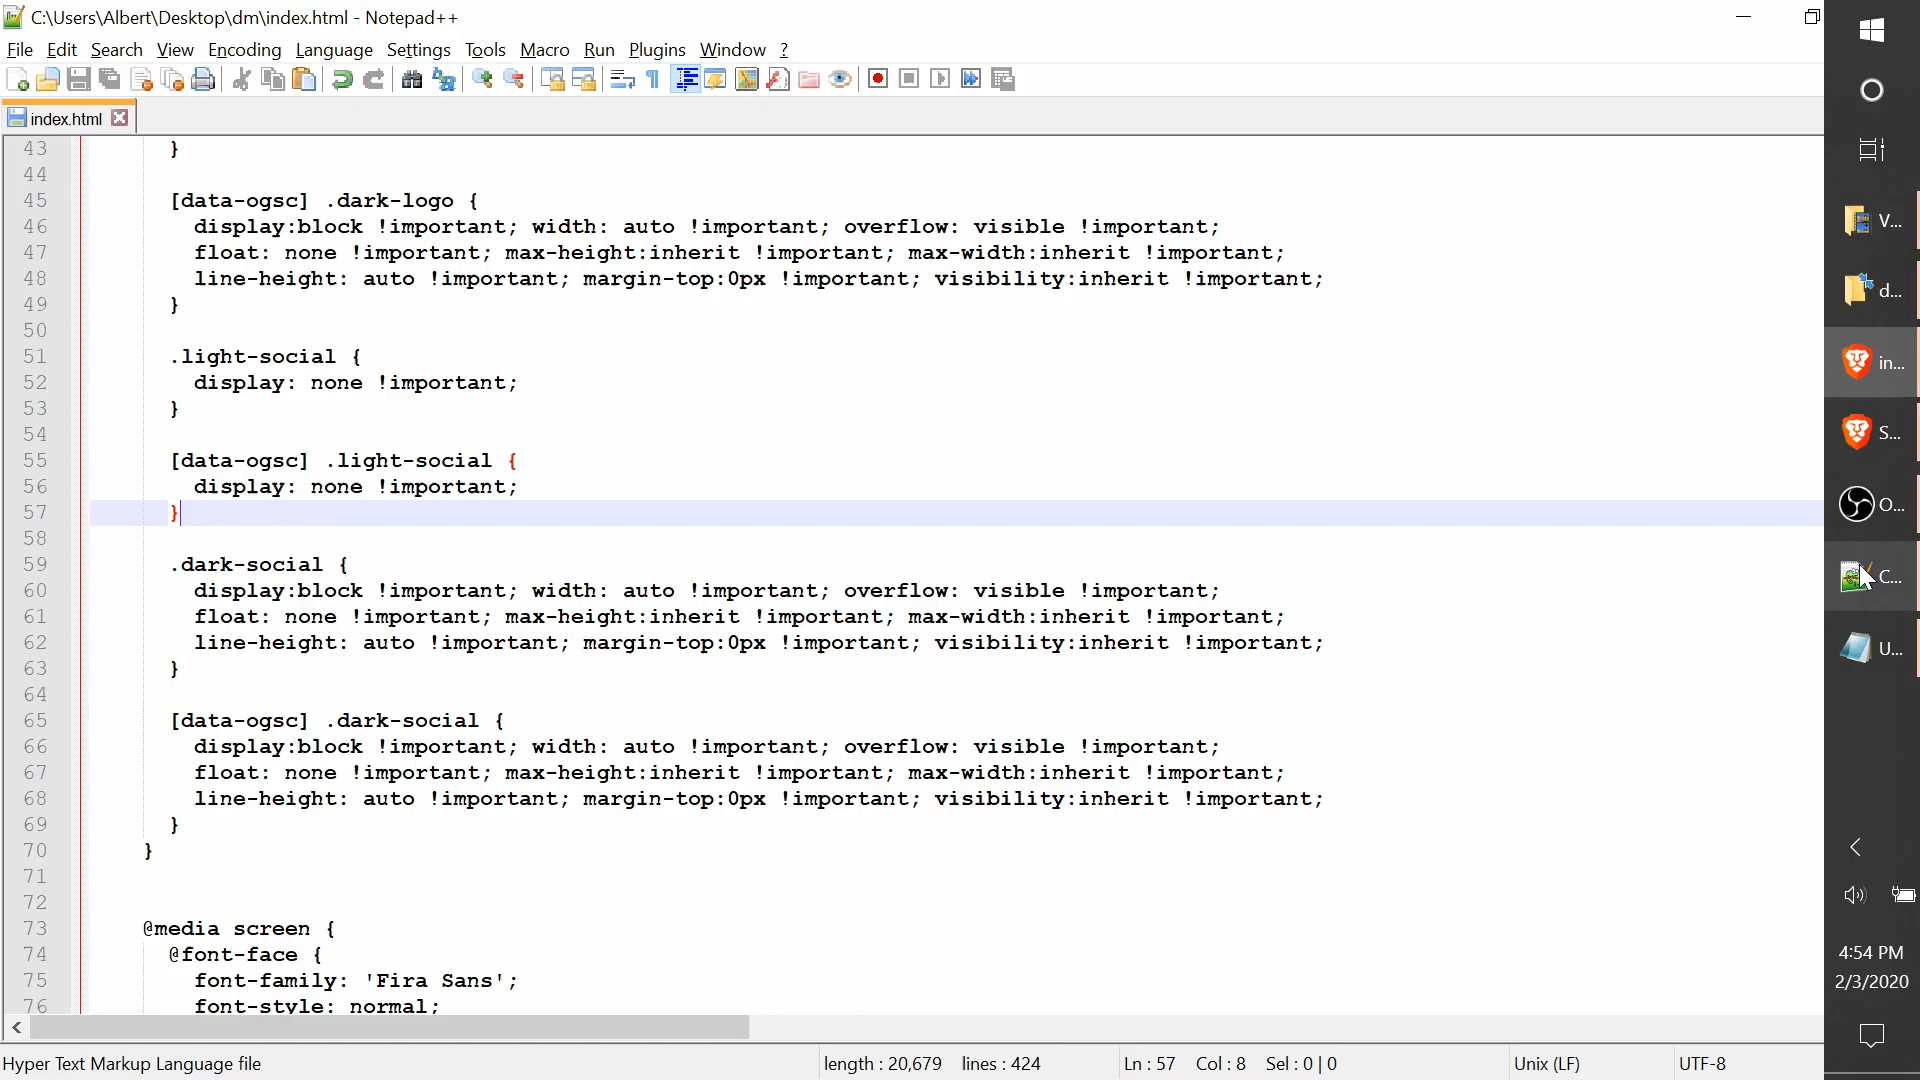 C:\Users\Albert\Desktop\dm\index.html - Notepad++
File Edit Search View Encoding Language Settings Tools Macro Run Plugins Window ?
index.html
43 }
44
45 [data-ogsc] .dark-logo {
46 display:block !important; width: auto !important; overflow: visible !important;
47 float: none !important; max-height:inherit !important; max-width:inherit !important;
48 line-height: auto !important; margin-top:0px !important; visibility:inherit !important;
49 }
50
51 .light-social {
52 display: none !important;
53 }
54
55 [data-ogsc] .light-social {
56 display: none !important;
57 }
58
59 .dark-social {
60 display:block !important; width: auto !important; overflow: visible !important;
61 float: none !important; max-height:inherit !important; max-width:inherit !important;
62 line-height: auto !important; margin-top:0px !important; visibility:inherit !important;
63 }
64
65 [data-ogsc] .dark-social {
66 display:block !important; width: auto !important; overflow: visible !important;
67 float: none !important; max-height:inherit !important; max-width:inherit !important;
68 line-height: auto !important; margin-top:0px !important; visibility:inherit !important;
69 }
70 }
71
72
73 @media screen {
74 @font-face {
75 font-family: 'Fira Sans';
76 font-style: normal;
Hyper Text Markup Language file length : 20,679 lines : 424 Ln : 57 Col : 8 Sel : 0 | 0 Unix (LF) UTF-8
V...
d...
in...
S...
O...
C...
U...
4:54 PM
2/3/2020